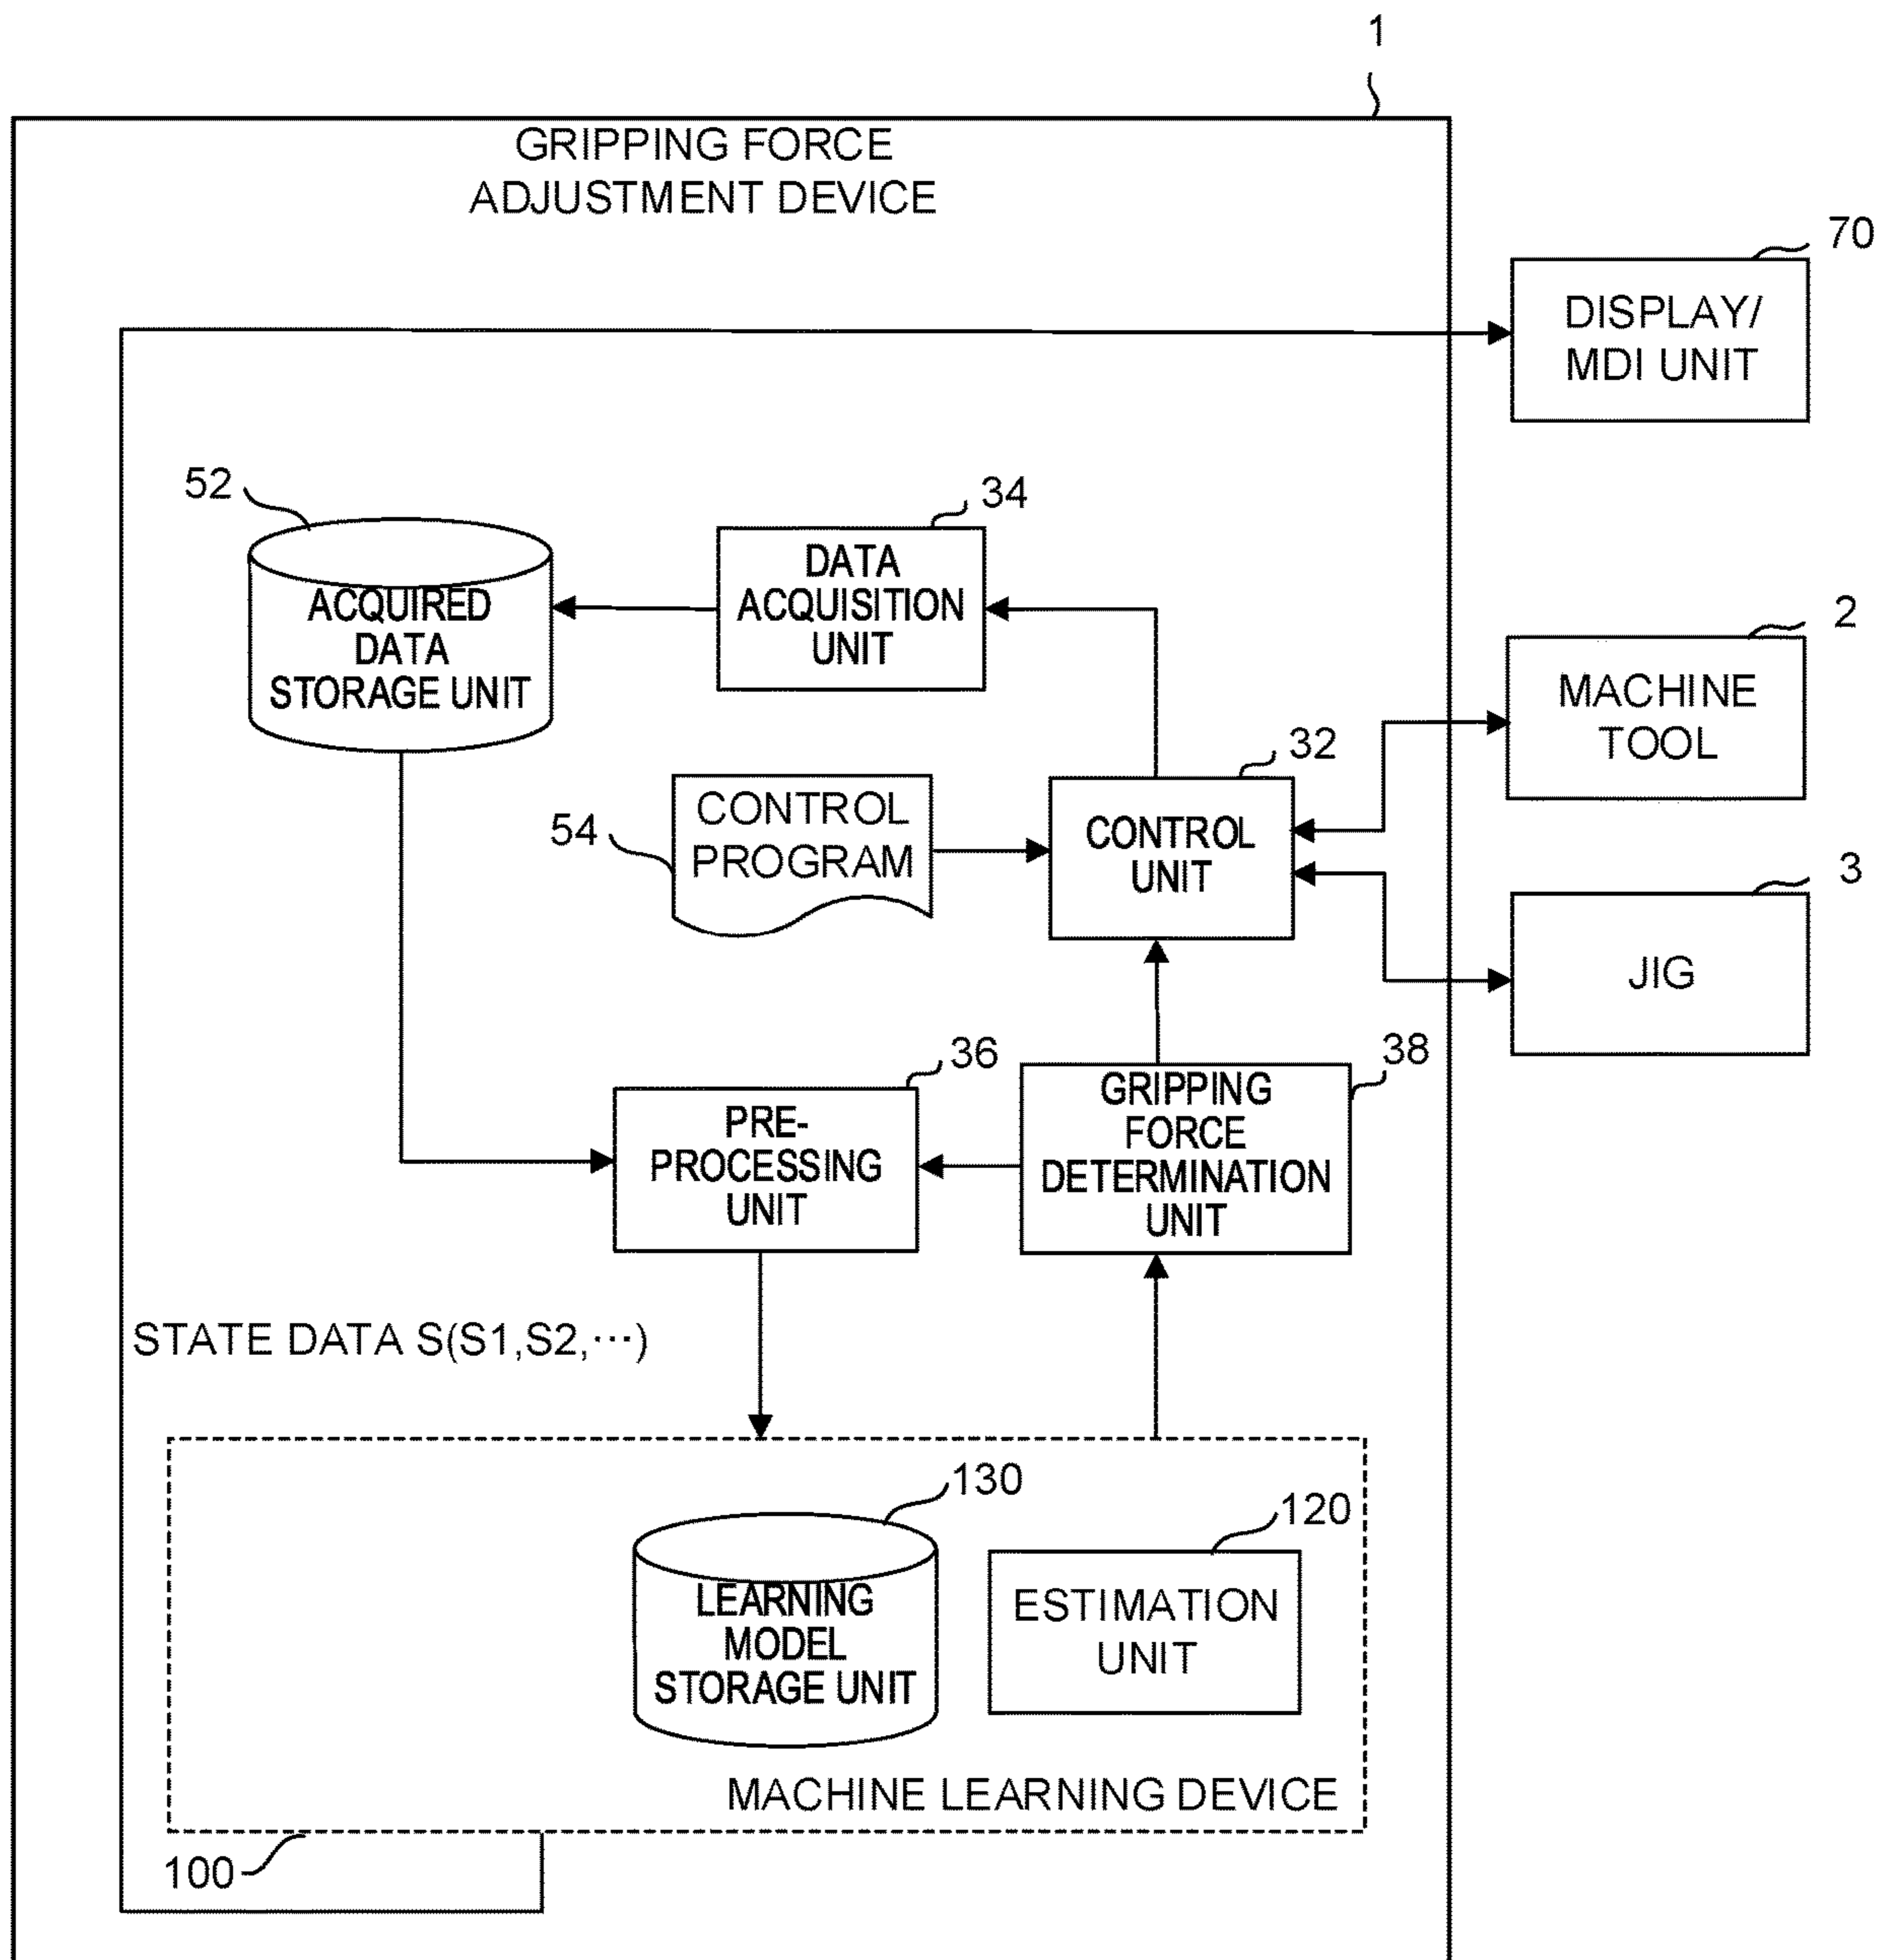 1
GRIPPING FORCE
ADJUSTMENT DEVICE
70
DISPLAY/
MDI UNIT
52
34
ACQUIRED
DATA
STORAGE UNIT
DATA
ACQUISITION
UNIT
2
MACHINE
TOOL
32
CONTROL
PROGRAM
54
CONTROL
UNIT
3
JIG
36
38
PRE-
PROCESSING
UNIT
GRIPPING
FORCE
DETERMINATION
UNIT
STATE DATA S(S1,S2,⋯)
130
120
LEARNING
MODEL
STORAGE UNIT
ESTIMATION
UNIT
MACHINE LEARNING DEVICE
100